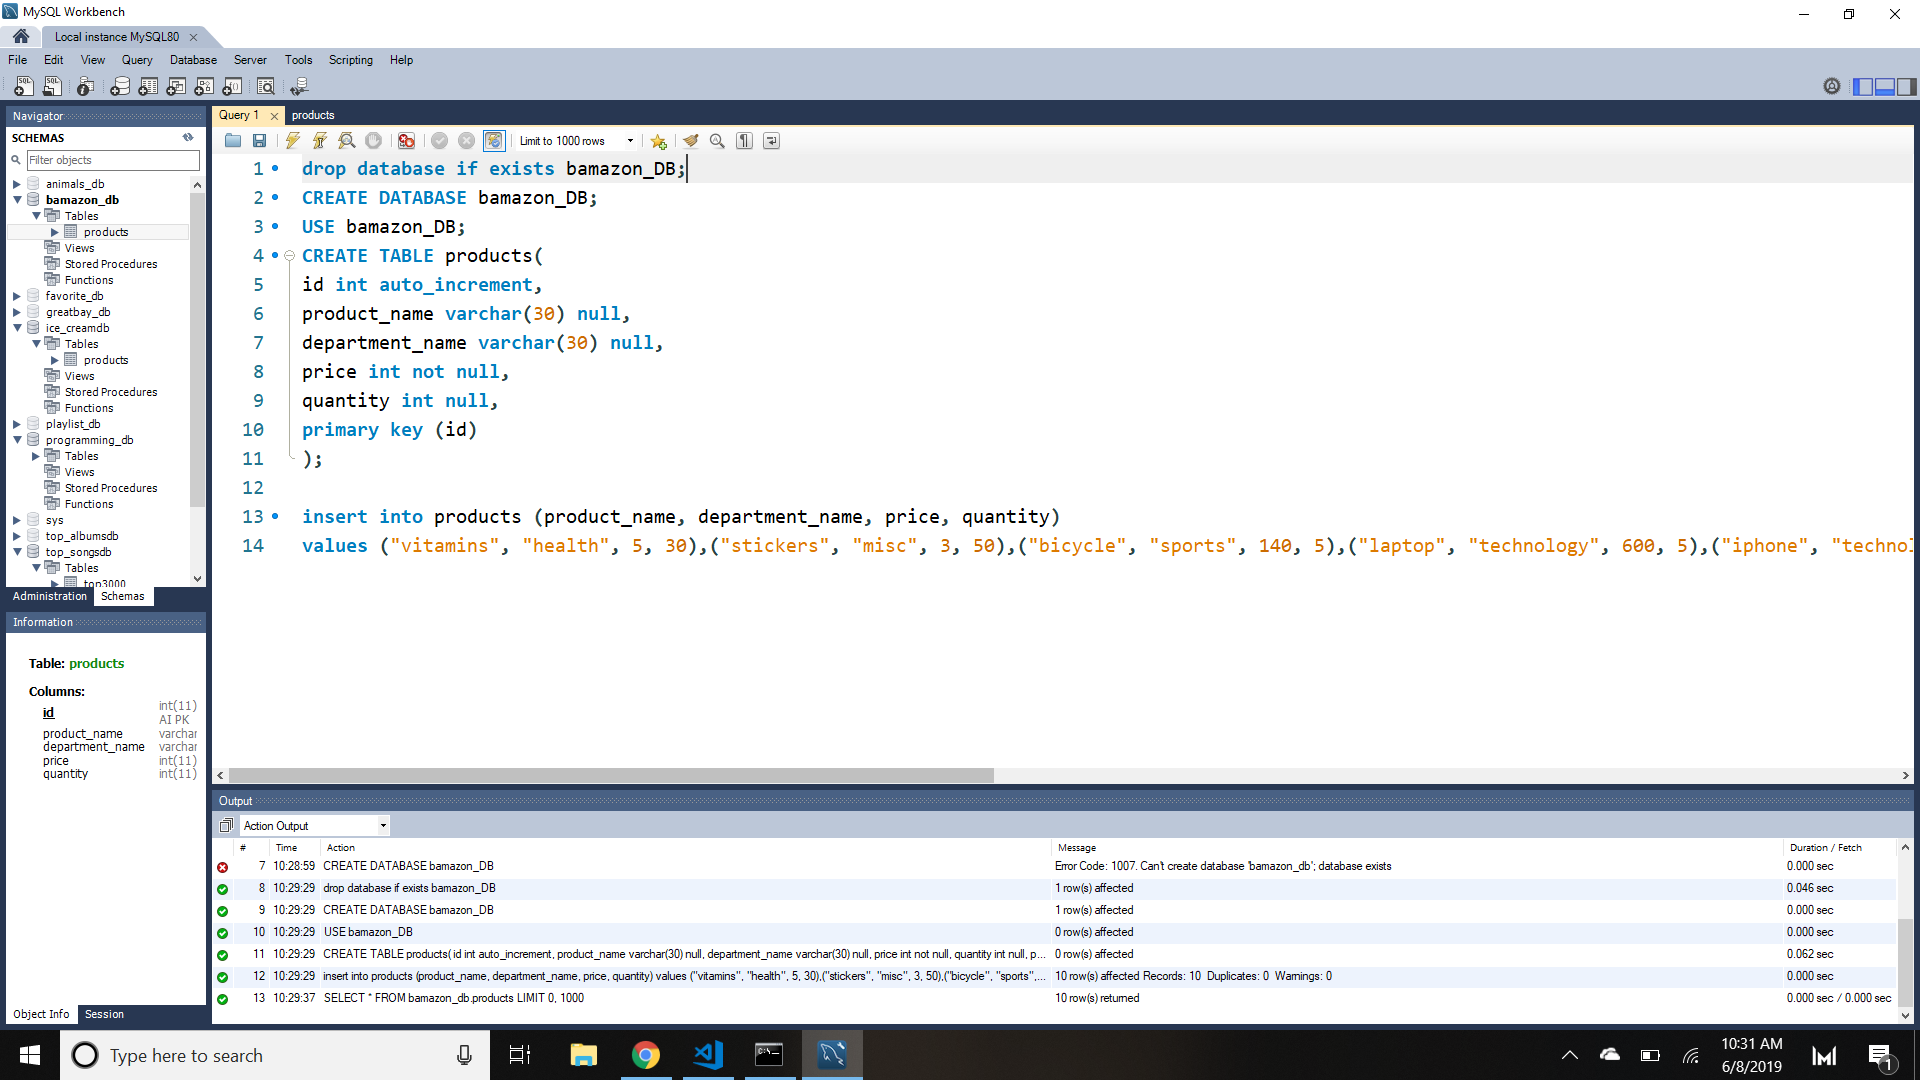 MySQL Workbench
Local instance MySQL80
File Edit View Query Database Server Tools Scripting Help
Navigator
SCHEMAS
Filter objects
animals_db
bamazon_db
Tables
products
Views
Stored Procedures
Functions
favorite_db
greatbay_db
ice_creamdb
Tables
products
Views
Stored Procedures
Functions
playlist_db
programming_db
Tables
Views
Stored Procedures
Functions
sys
top_albumsdb
top_songsdb
Tables
top3000
Administration Schemas
Information
Table: products
Columns:
id int(11) AI PK
product_name varchar
department_name varchar
price int(11)
quantity int(11)
Object Info Session
Query 1 products
Limit to 1000 rows
1 drop database if exists bamazon_DB;
2 CREATE DATABASE bamazon_DB;
3 USE bamazon_DB;
4 CREATE TABLE products(
5 id int auto_increment,
6 product_name varchar(30) null,
7 department_name varchar(30) null,
8 price int not null,
9 quantity int null,
10 primary key (id)
11 );
12
13 insert into products (product_name, department_name, price, quantity)
14 values ("vitamins", "health", 5, 30),("stickers", "misc", 3, 50),("bicycle", "sports", 140, 5),("laptop", "technology", 600, 5),("iphone", "technol
Output
Action Output
# Time Action Message Duration / Fetch
7 10:28:59 CREATE DATABASE bamazon_DB Error Code: 1007. Can't create database 'bamazon_db'; database exists 0.000 sec
8 10:29:29 drop database if exists bamazon_DB 1 row(s) affected 0.046 sec
9 10:29:29 CREATE DATABASE bamazon_DB 1 row(s) affected 0.000 sec
10 10:29:29 USE bamazon_DB 0 row(s) affected 0.000 sec
11 10:29:29 CREATE TABLE products( id int auto_increment, product_name varchar(30) null, department_name varchar(30) null, price int not null, quantity int null, p... 0 row(s) affected 0.062 sec
12 10:29:29 insert into products (product_name, department_name, price, quantity) values ("vitamins", "health", 5, 30),("stickers", "misc", 3, 50),("bicycle", "sports",... 10 row(s) affected Records: 10 Duplicates: 0 Warnings: 0 0.000 sec
13 10:29:37 SELECT * FROM bamazon_db.products LIMIT 0, 1000 10 row(s) returned 0.000 sec / 0.000 sec
Type here to search
10:31 AM
6/8/2019
1